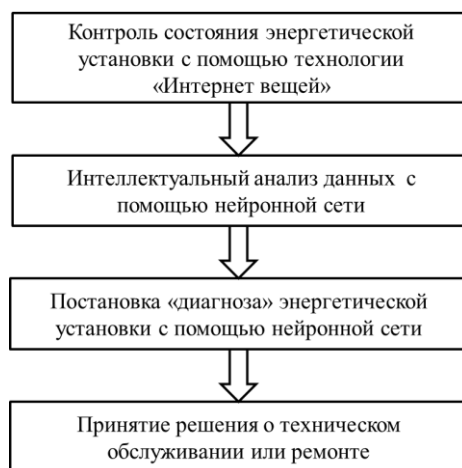 Контроль состояния энергетической
установки с помощью технологии
«Интернет вещей»
Интеллектуальный анализ данных с
помощью нейронной сети
Постановка «диагноза» энергетической
установки с помощью нейронной сети
Принятие решения о техническом
обслуживании или ремонте